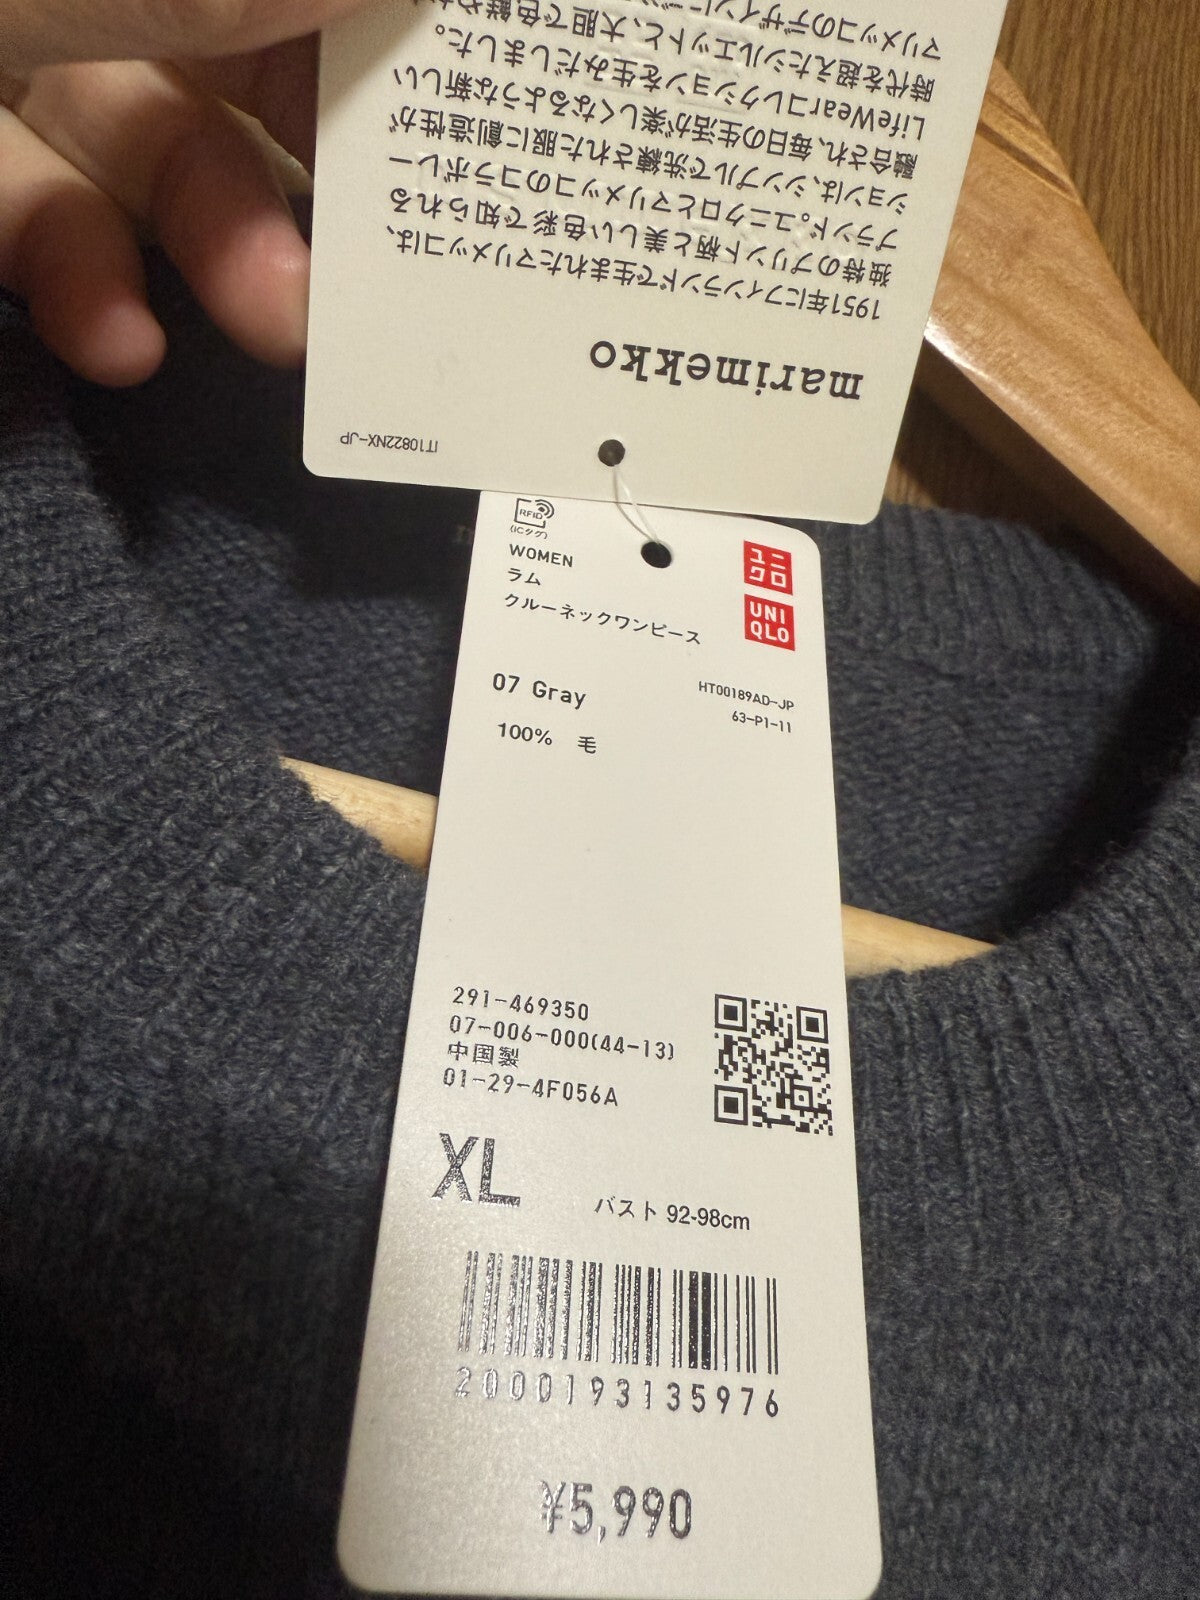 マリメッコのデザインビジ
時代を超えたシルエットと、大胆で色鮮やかな
LifeWearコレクションを生みだしました。
融合され、毎日の生活が楽しくなるような新しい
ションは、シンプルで洗練された服に創造性が
ブランド。ユニクロとマリメッコのコラボレー
独特のプリント柄と美しい色彩で知られる
1951年にフィンランドで生まれたマリメッコは、
marimekko
IT10822NX-JP
RFID
(ICタグ)
WOMEN
ラム
クルーネックワンピース
ユニ
クロ
UNI
QLO
07 Gray
100% 毛
HT00189AD-JP
63-P1-11
291-469350
07-006-000(44-13)
中国製
01-29-4F056A
XL
バスト 92-98cm
2000193135976
¥5,990